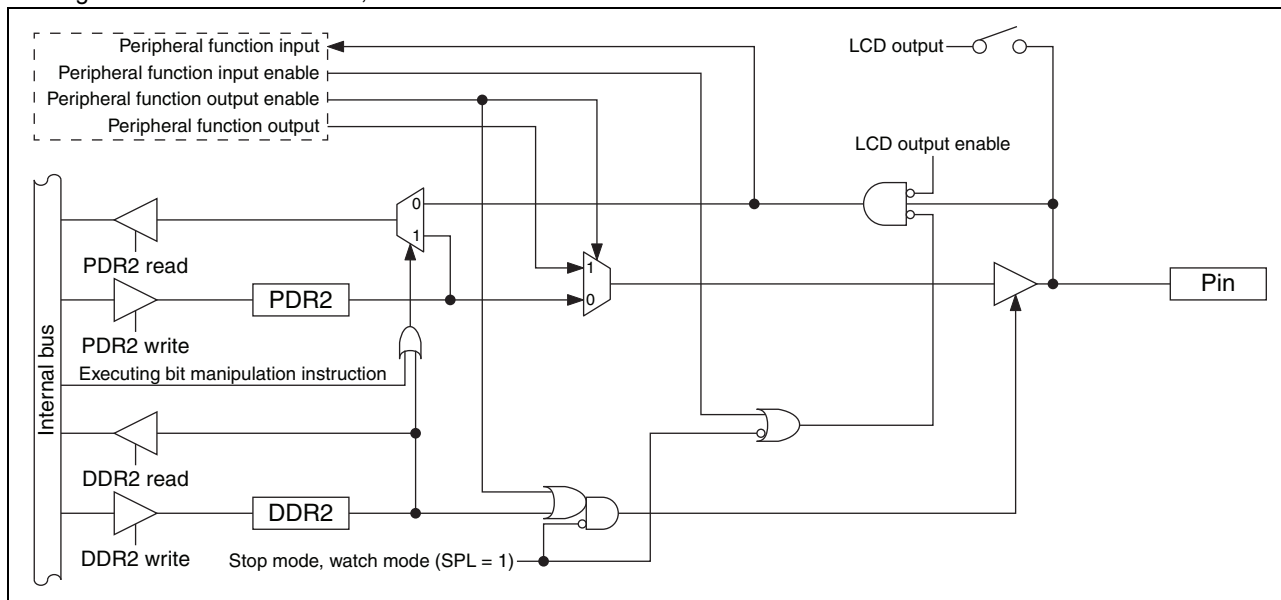 Peripheral function input
Peripheral function input enable
Peripheral function output enable
Peripheral function output
LCD output
LCD output enable
0
1
PDR2 read
1
PDR2
0
Pin
PDR2 write
Executing bit manipulation instruction
Internal bus
DDR2 read
DDR2
DDR2 write
Stop mode, watch mode (SPL = 1)